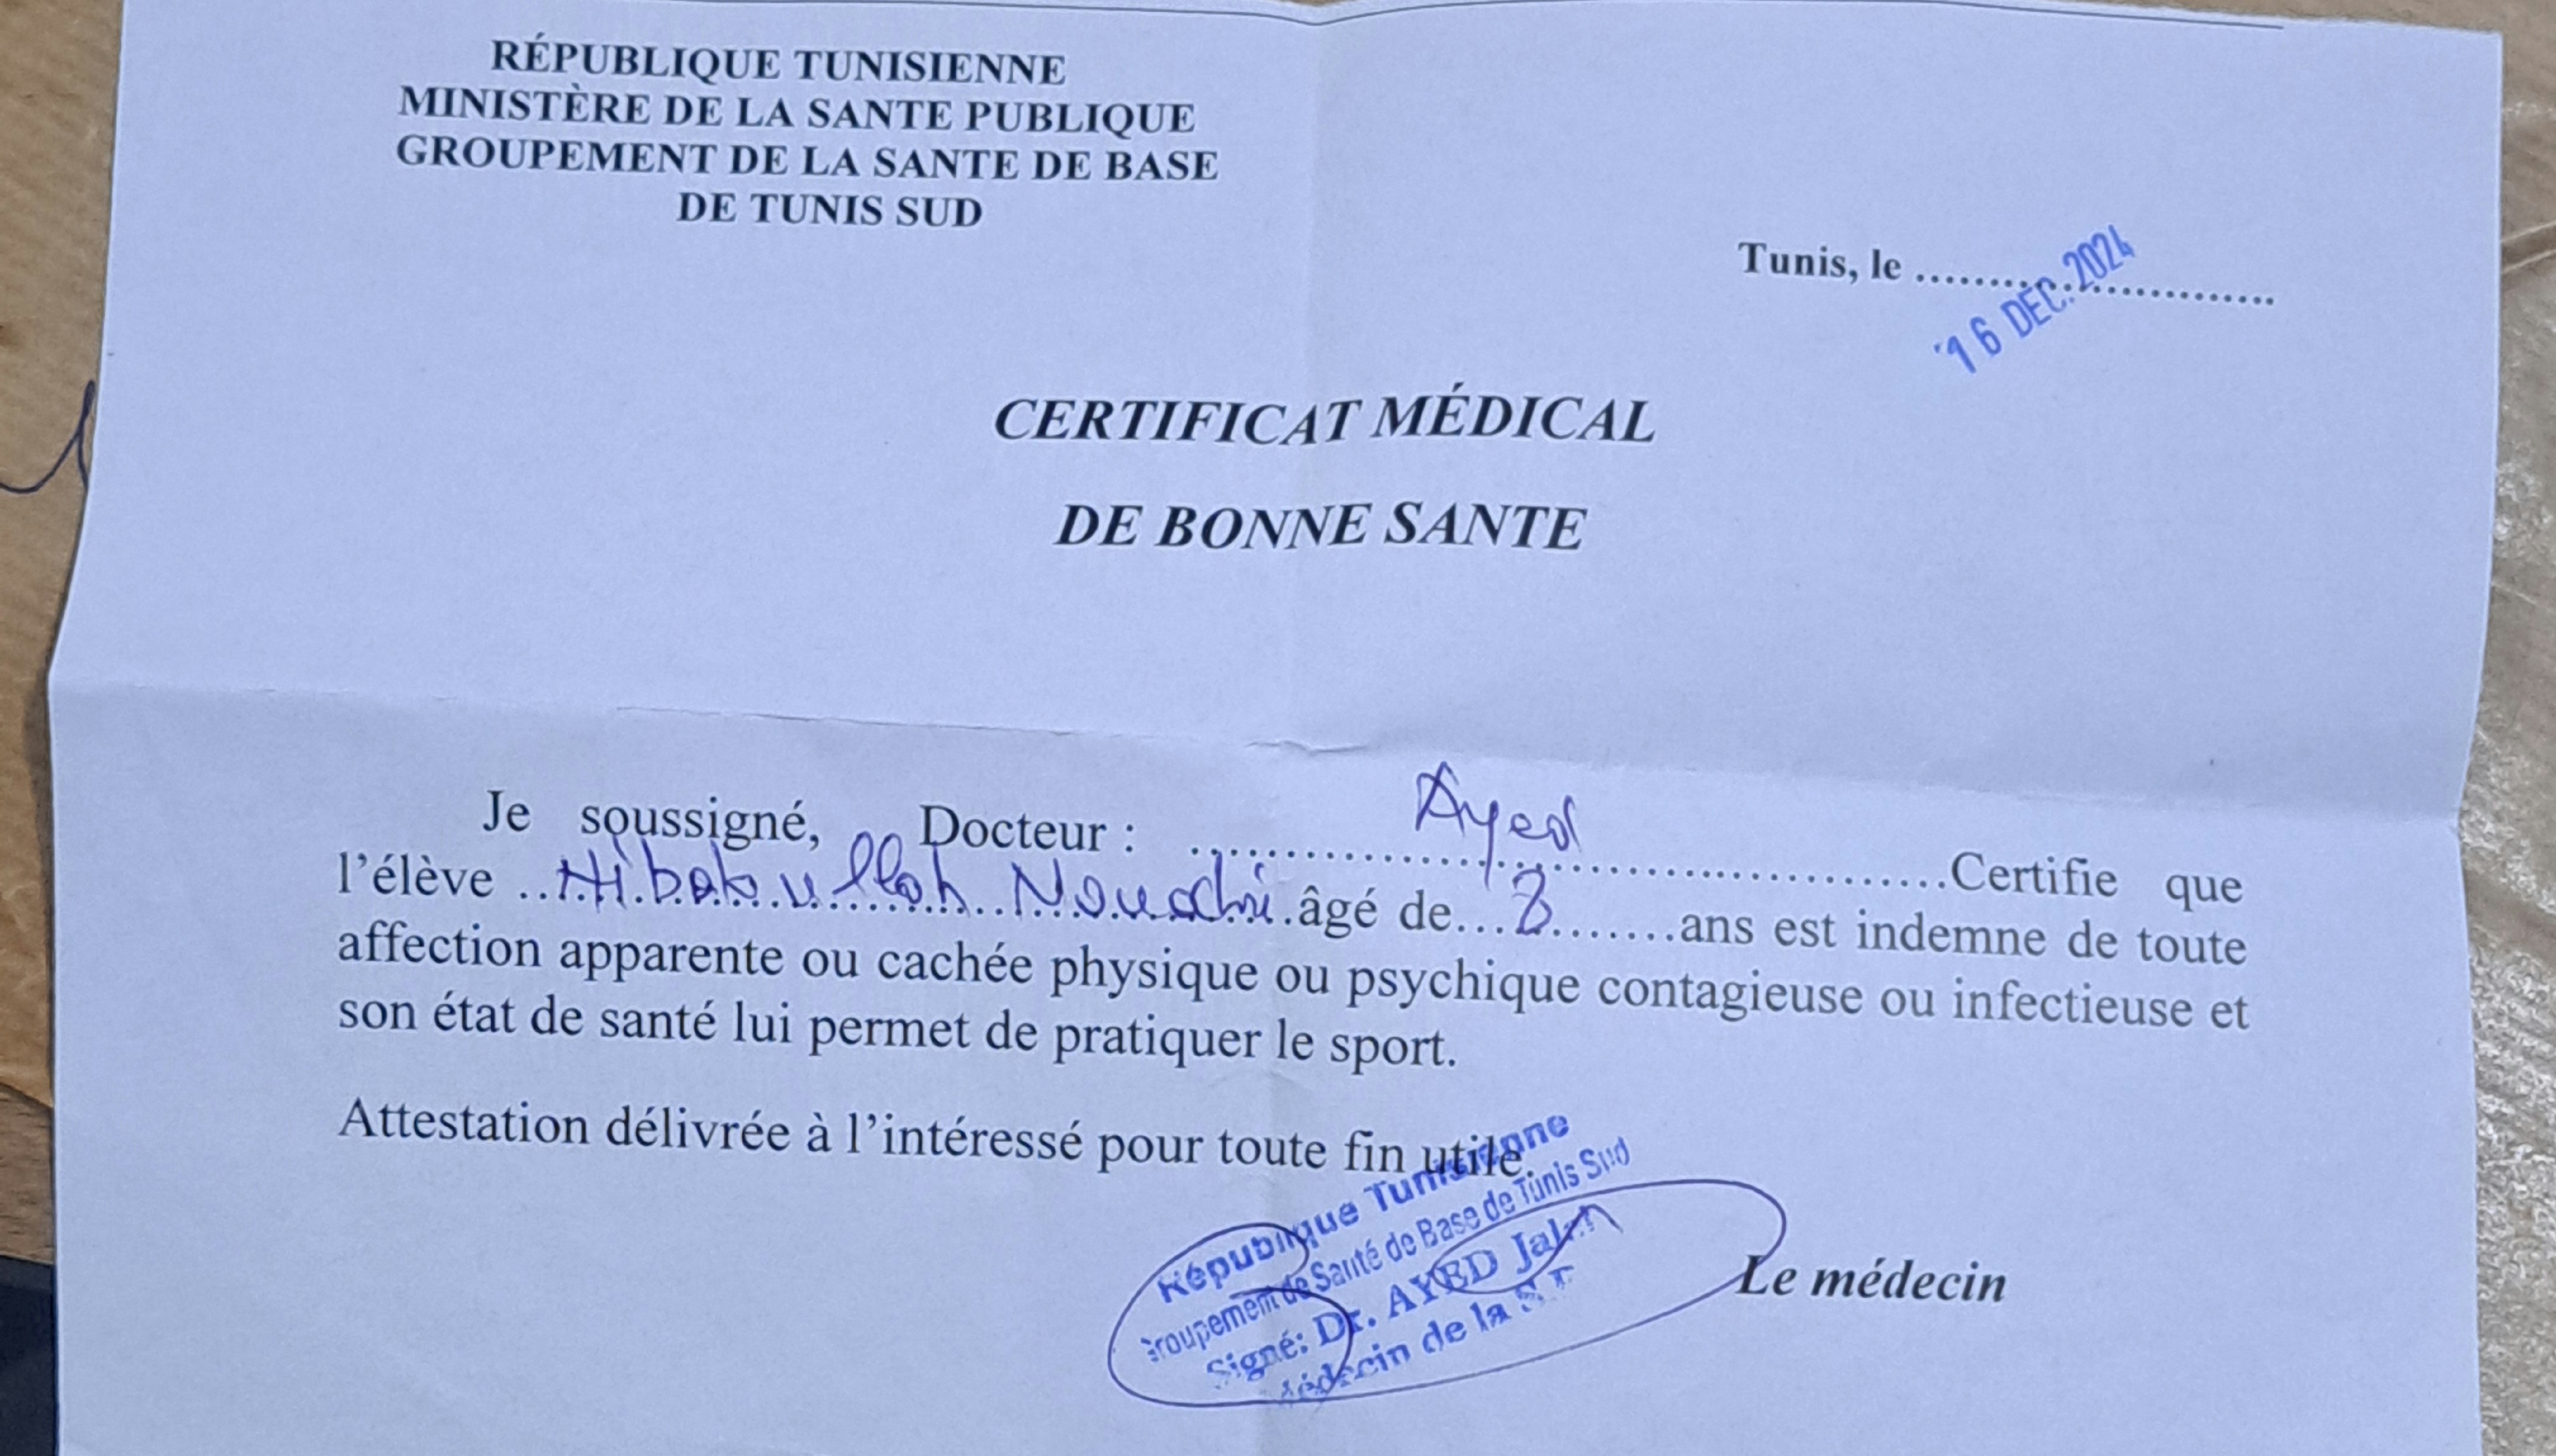 RÉPUBLIQUE TUNISIENNE
MINISTÈRE DE LA SANTE PUBLIQUE
GROUPEMENT DE LA SANTE DE BASE
DE TUNIS SUD
Tunis, le ........................
16 DEC. 2024
CERTIFICAT MÉDICAL
DE BONNE SANTE
Je soussigné, Docteur : Ayed Certifie que
l'élève Hibatullah Nouachi âgé de...8.......ans est indemne de toute
affection apparente ou cachée physique ou psychique contagieuse ou infectieuse et
son état de santé lui permet de pratiquer le sport.
Attestation délivrée à l'intéressé pour toute fin utile.
République Tunisienne
Groupement de Santé de Base de Tunis Sud
Signé: Dr. AYED
Médecin de la
Le médecin